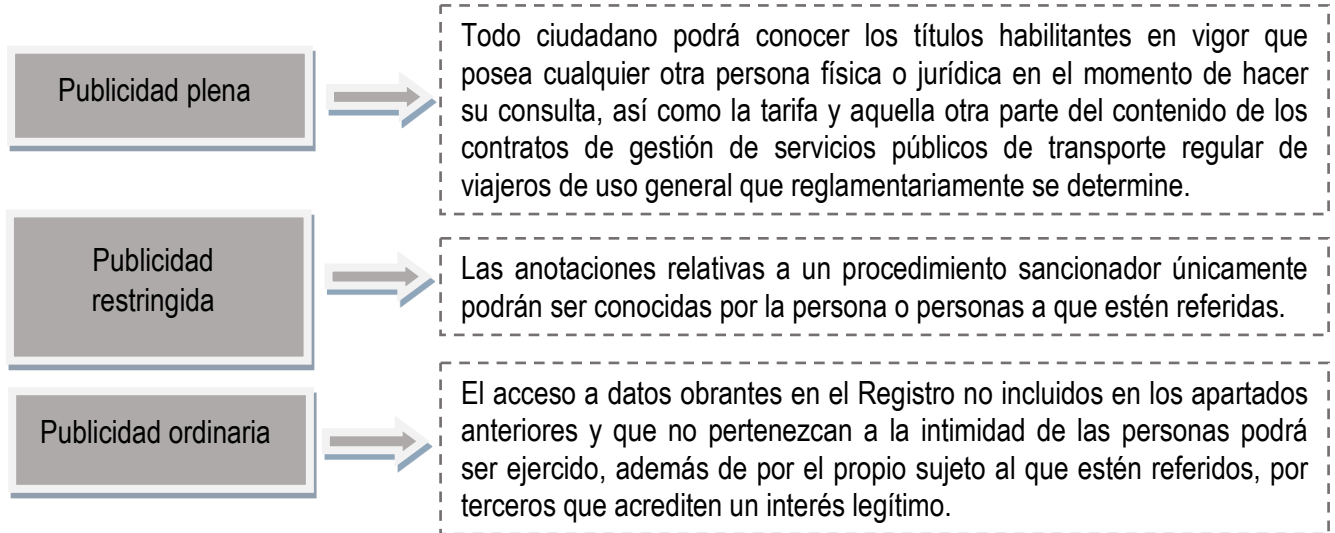 Publicidad plena
Todo ciudadano podrá conocer los títulos habilitantes en vigor que
posea cualquier otra persona física o jurídica en el momento de hacer
su consulta, así como la tarifa y aquella otra parte del contenido de los
contratos de gestión de servicios públicos de transporte regular de
viajeros de uso general que reglamentariamente se determine.
Publicidad
restringida
Las anotaciones relativas a un procedimiento sancionador únicamente
podrán ser conocidas por la persona o personas a que estén referidas.
Publicidad ordinaria
El acceso a datos obrantes en el Registro no incluidos en los apartados
anteriores y que no pertenezcan a la intimidad de las personas podrá
ser ejercido, además de por el propio sujeto al que estén referidos, por
terceros que acrediten un interés legítimo.